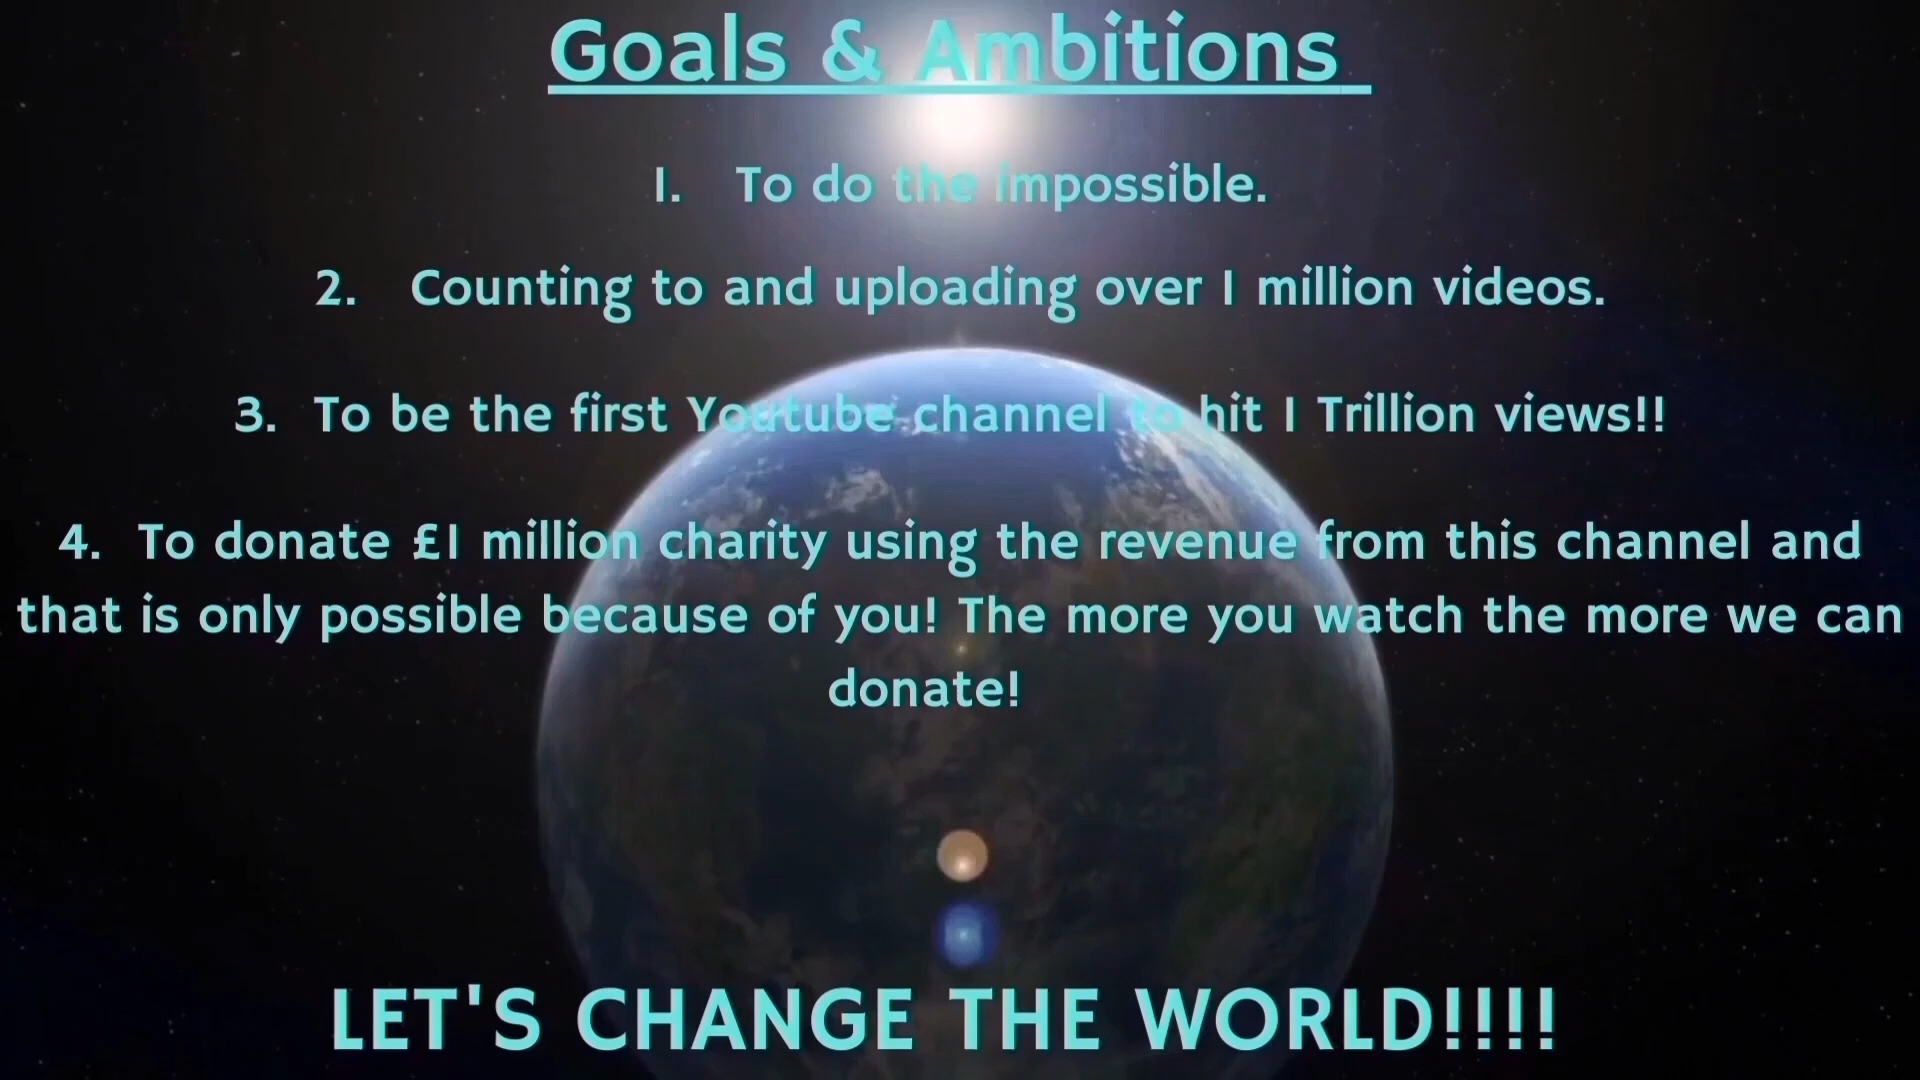 Goals & Ambitions
1. To do the impossible.
2. Counting to and uploading over 1 million videos.
3. To be the first Youtube channel to hit 1 Trillion views!!
4. To donate £1 million charity using the revenue from this channel and
that is only possible because of you! The more you watch the more we can
donate!
LET'S CHANGE THE WORLD!!!!